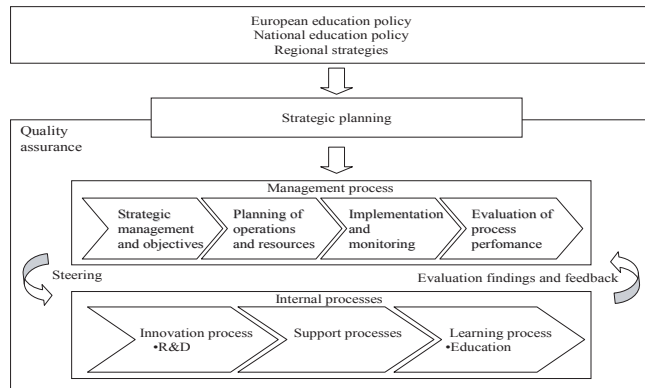 European education policy
National education policy
Regional strategies
Strategic planning
Quality
assurance
Management process
Strategic
management
and objectives
Planning of
operations
and resources
Implementation
and
monitoring
Evaluation of
process
perfomance
Steering
Evaluation findings and feedback
Internal processes
Innovation process
•R&D
Support processes
Learning process
•Education